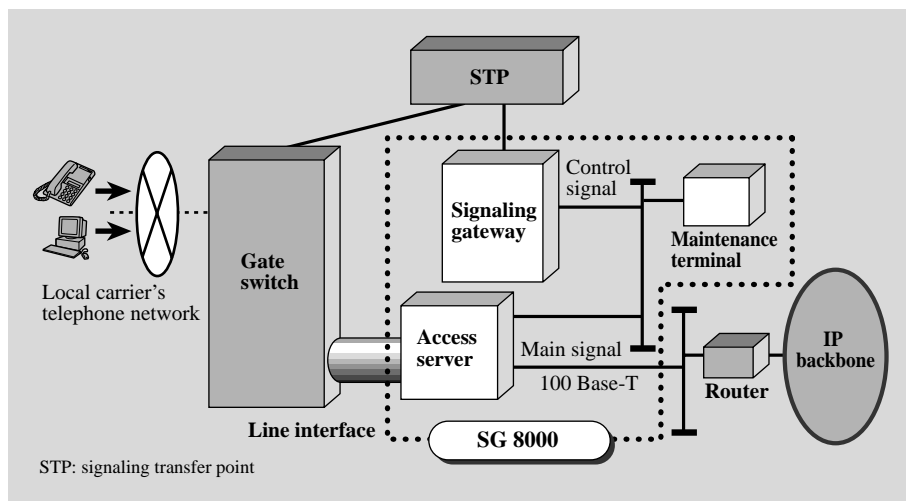 STP
Control
signal
Signaling
gateway
Maintenance
terminal
Gate
switch
Local carrier's
telephone network
Access
server
Main signal
100 Base-T
Router
IP
backbone
Line interface
SG 8000
STP: signaling transfer point